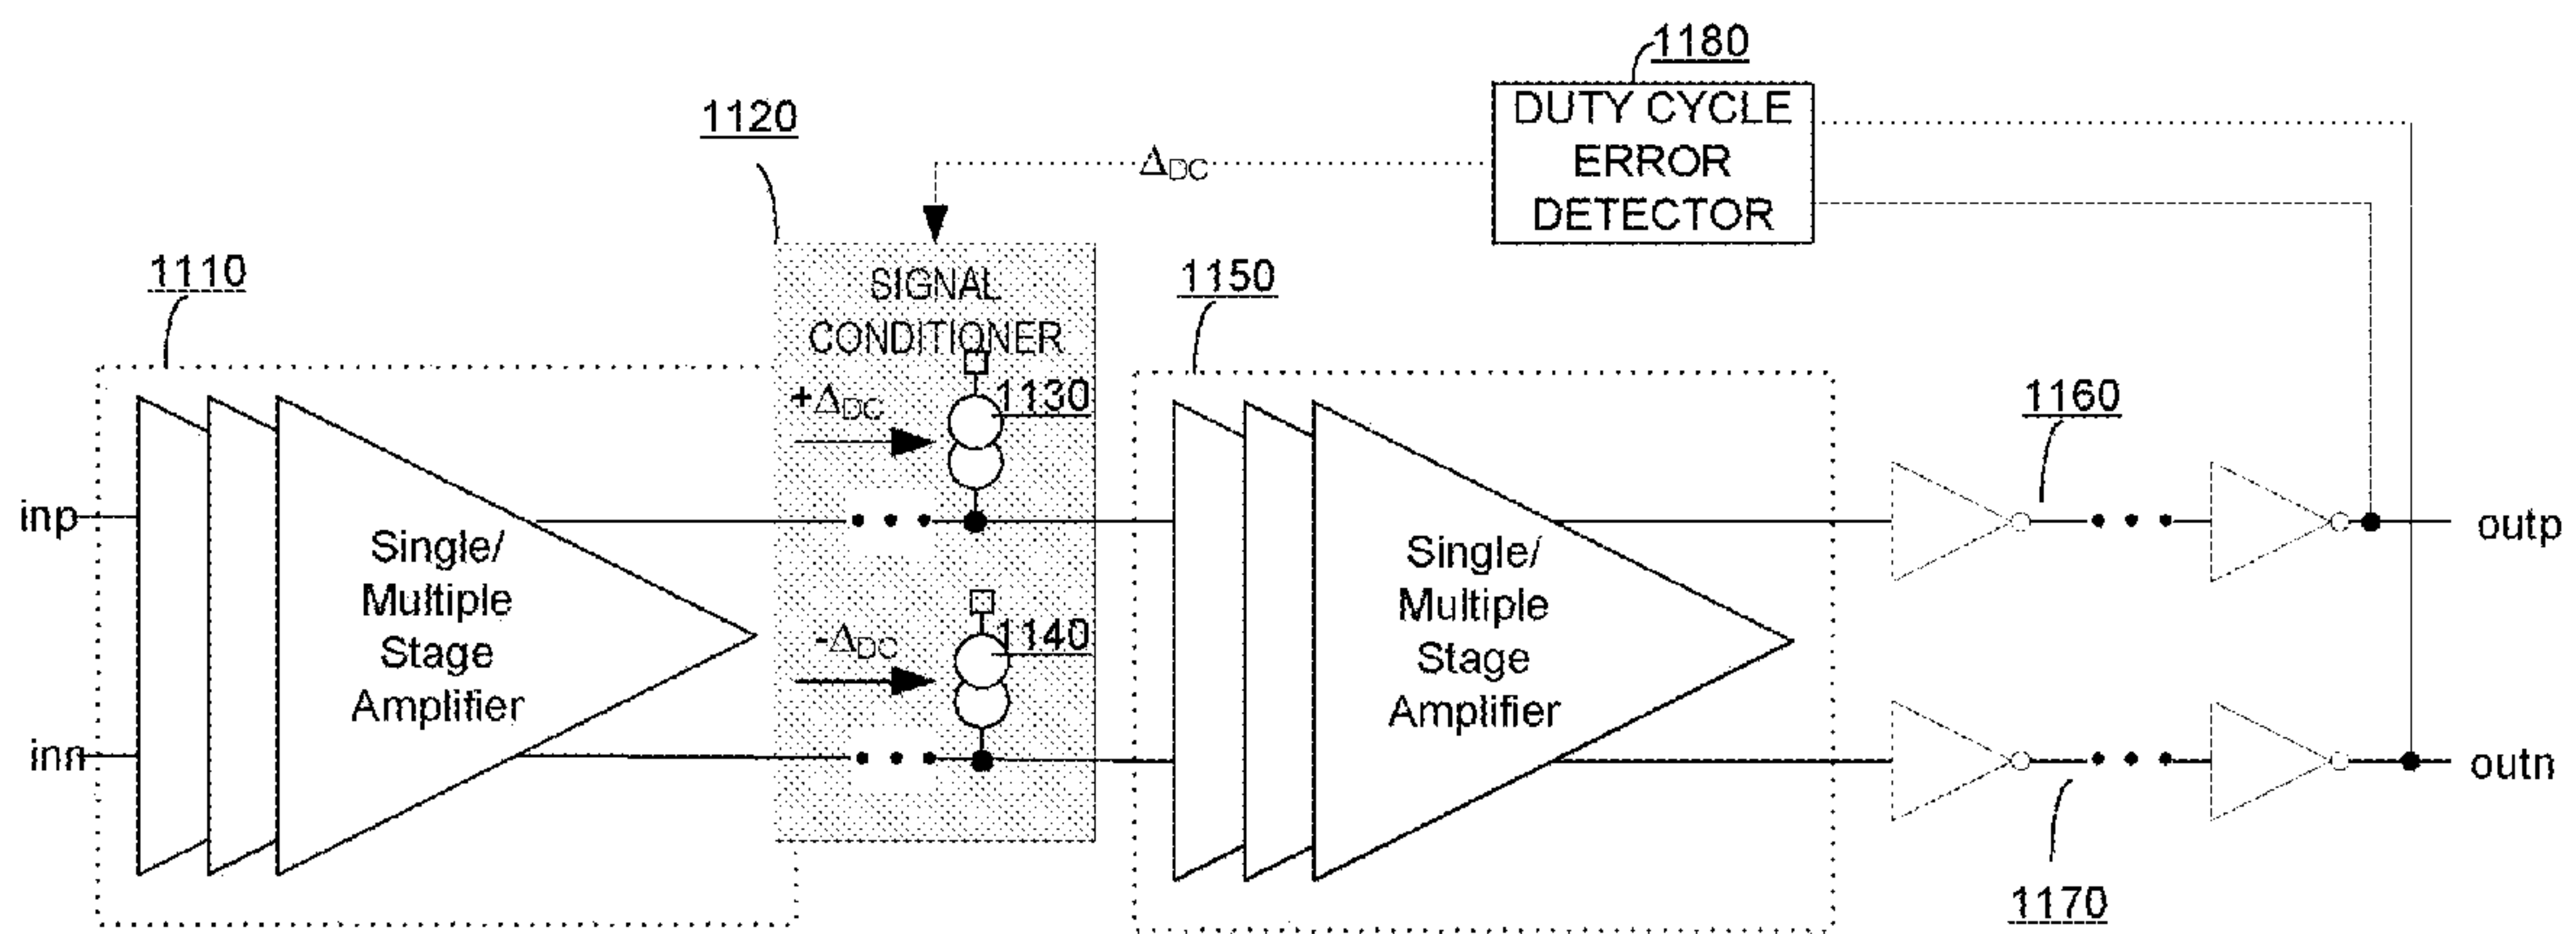 1180
DUTY CYCLE
ERROR
DETECTOR
1120
ΔDC
1110
SIGNAL
CONDITIONER
1150
+ΔDC
1130
1160
inp
Single/
Multiple
Stage
Amplifier
-ΔDC
1140
Single/
Multiple
Stage
Amplifier
outp
inn
outn
1170